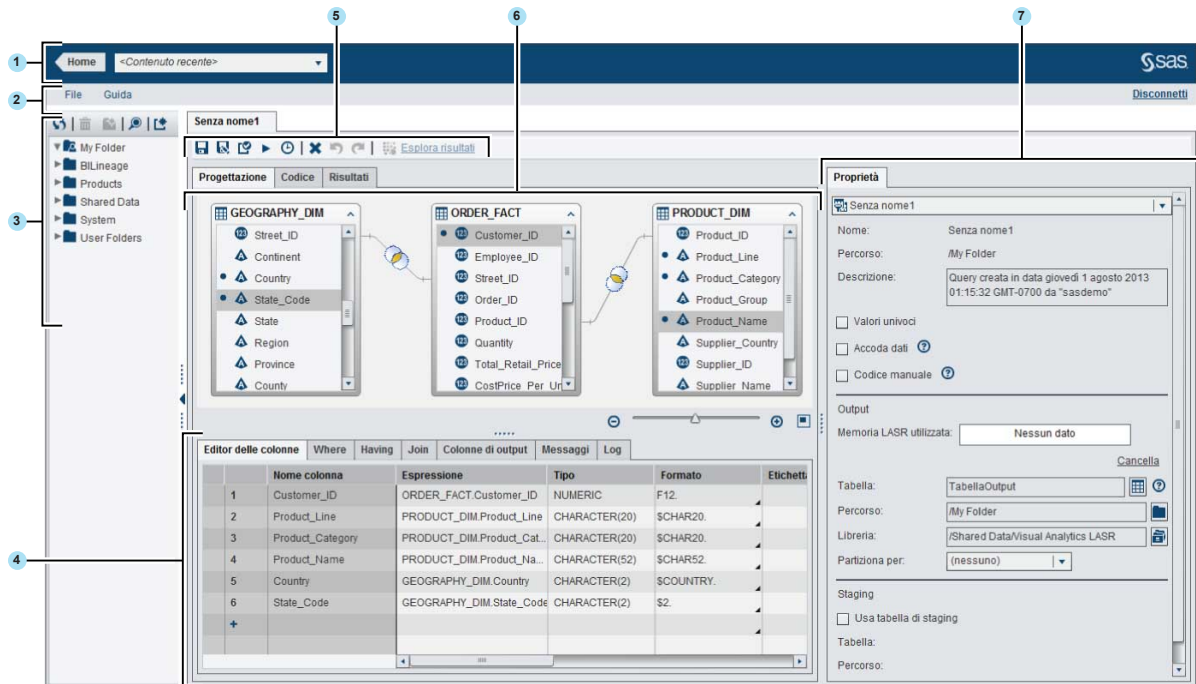 5
6
7
1
Home
<Contenuto recente>
sas
2
File
Guida
Disconnetti
3
My Folder
BILineage
Products
Shared Data
System
User Folders
Senza nome1
Esplora risultati
Progettazione
Codice
Risultati
GEOGRAPHY_DIM
Street_ID
Continent
Country
State_Code
State
Region
Province
County
ORDER_FACT
Customer_ID
Employee_ID
Street_ID
Order_ID
Product_ID
Quantity
Total_Retail_Price
CostPrice_Per_Un
PRODUCT_DIM
Product_ID
Product_Line
Product_Category
Product_Group
Product_Name
Supplier_Country
Supplier_ID
Supplier_Name
4
Editor delle colonne
Where
Having
Join
Colonne di output
Messaggi
Log
Nome colonna
Espressione
Tipo
Formato
Etichett
1
Customer_ID
ORDER_FACT.Customer_ID
NUMERIC
F12.
2
Product_Line
PRODUCT_DIM.Product_Line
CHARACTER(20)
$CHAR20.
3
Product_Category
PRODUCT_DIM.Product_Cat...
CHARACTER(20)
$CHAR20.
4
Product_Name
PRODUCT_DIM.Product_Na...
CHARACTER(52)
$CHAR52.
5
Country
GEOGRAPHY_DIM.Country
CHARACTER(2)
$COUNTRY.
6
State_Code
GEOGRAPHY_DIM.State_Code
CHARACTER(2)
$2.
+
Proprietà
Senza nome1
Nome:
Senza nome1
Percorso:
/My Folder
Descrizione:
Query creata in data giovedì 1 agosto 2013
01:15:32 GMT-0700 da "sasdemo"
Valori univoci
Accoda dati
Codice manuale
Output
Memoria LASR utilizzata:
Nessun dato
Cancella
Tabella:
TabellaOutput
Percorso:
/My Folder
Libreria:
/Shared Data/Visual Analytics LASR
Partiziona per:
(nessuno)
Staging
Usa tabella di staging
Tabella:
Percorso: